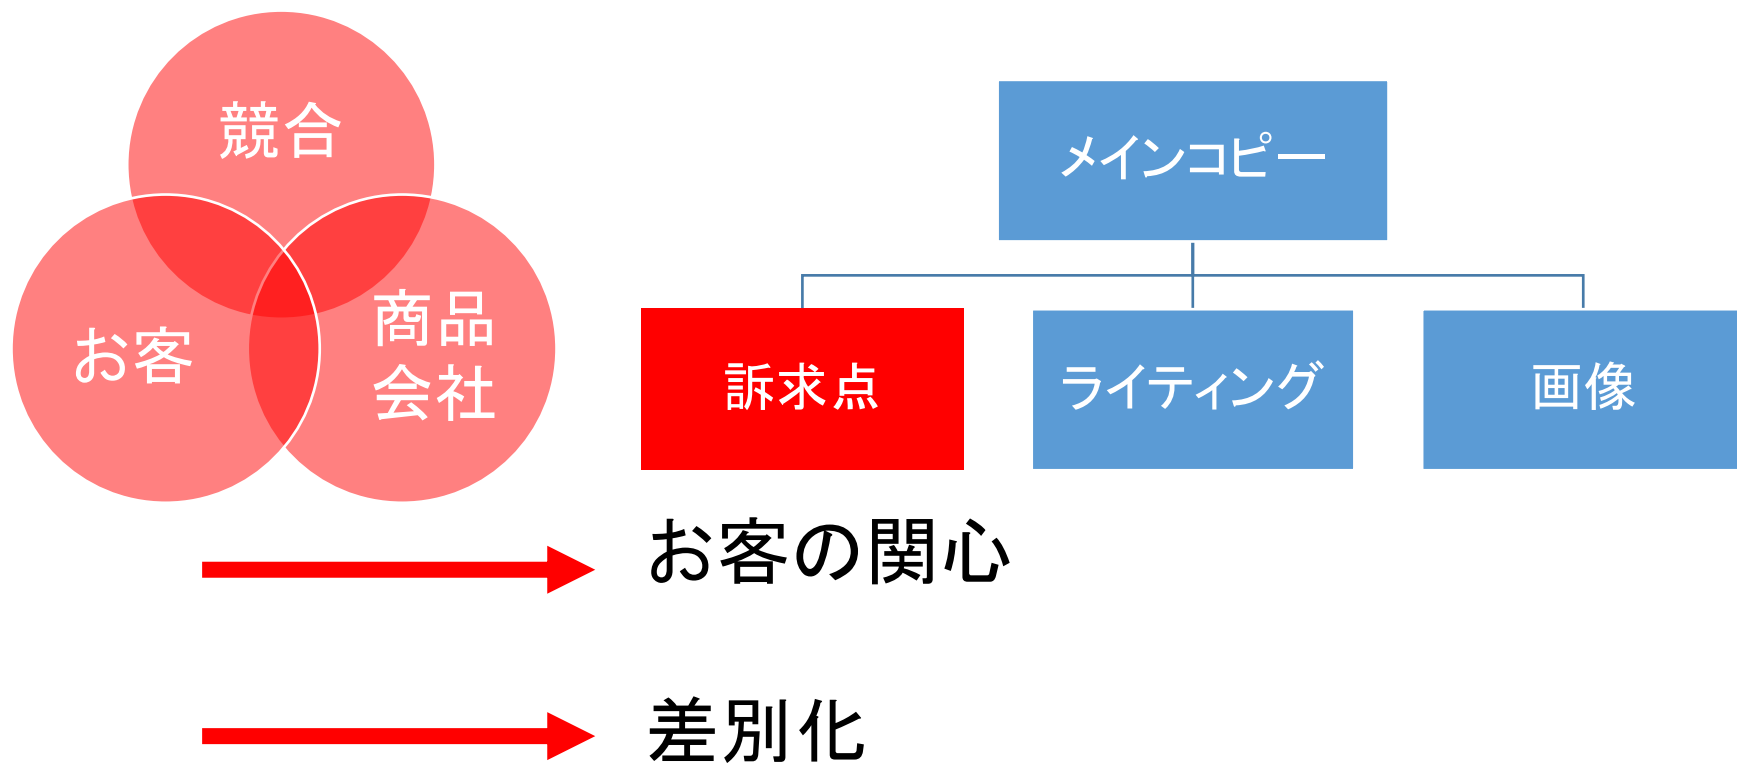 競合
お客
商品
会社
メインコピー
訴求点
ライティング
画像
お客の関心
差別化